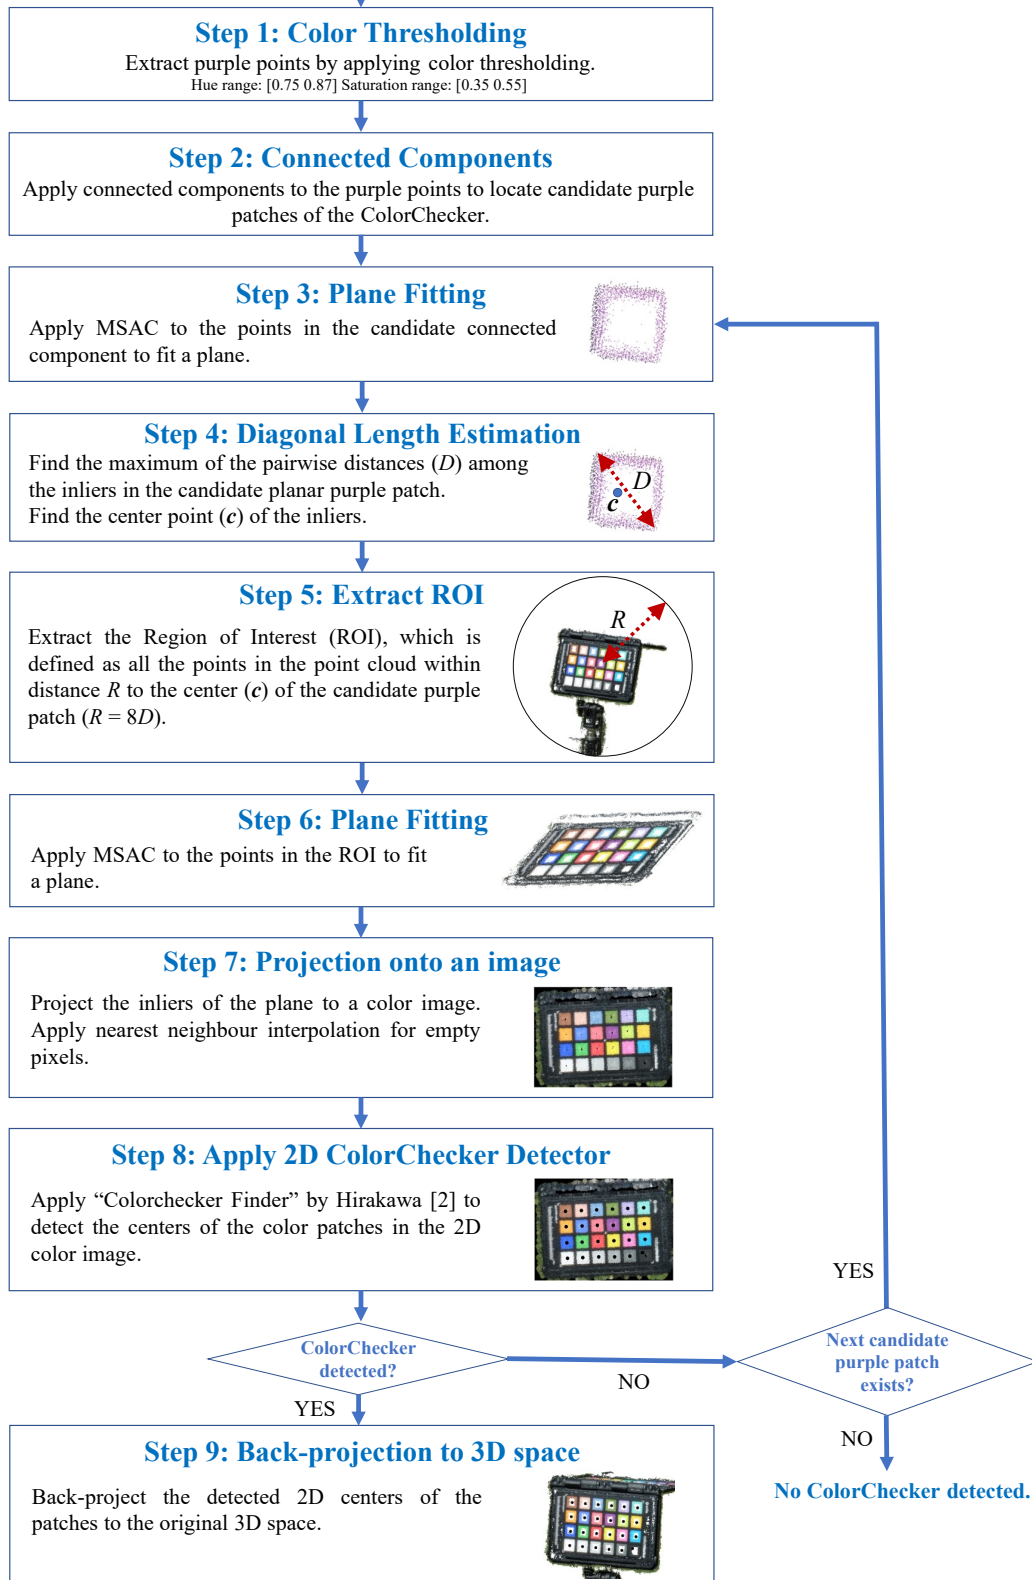 Step 1: Color Thresholding
Extract purple points by applying color thresholding.
Hue range: [0.75 0.87] Saturation range: [0.35 0.55]
Step 2: Connected Components
Apply connected components to the purple points to locate candidate purple
patches of the ColorChecker.
Step 3: Plane Fitting
Apply MSAC to the points in the candidate connected
component to fit a plane.
Step 4: Diagonal Length Estimation
Find the maximum of the pairwise distances (D) among
the inliers in the candidate planar purple patch.
Find the center point (c) of the inliers.
D
c
Step 5: Extract ROI
Extract the Region of Interest (ROI), which is
defined as all the points in the point cloud within
distance R to the center (c) of the candidate purple
patch (R = 8D).
R
Step 6: Plane Fitting
Apply MSAC to the points in the ROI to fit
a plane.
Step 7: Projection onto an image
Project the inliers of the plane to a color image.
Apply nearest neighbour interpolation for empty
pixels.
Step 8: Apply 2D ColorChecker Detector
Apply “Colorchecker Finder” by Hirakawa [2] to
detect the centers of the color patches in the 2D
color image.
ColorChecker
detected?
NO
YES
Next candidate
purple patch
exists?
YES
NO
No ColorChecker detected.
Step 9: Back-projection to 3D space
Back-project the detected 2D centers of the
patches to the original 3D space.